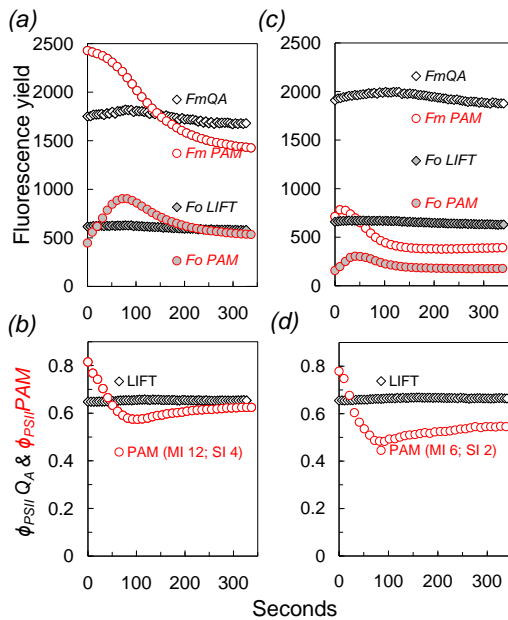 (a)
2500
2000
1500
1000
500
0
0 100 200 300
Fluorescence yield
FmQA
Fm PAM
Fo LIFT
Fo PAM
(c)
2500
2000
1500
1000
500
0
0 100 200 300
FmQA
Fm PAM
Fo LIFT
Fo PAM
(b)
0.8
0.6
0.4
0.2
0
0 100 200 300
ϕPSII QA & ϕPSII PAM
LIFT
PAM (MI 12; SI 4)
(d)
0.8
0.6
0.4
0.2
0
0 100 200 300
LIFT
PAM (MI 6; SI 2)
Seconds